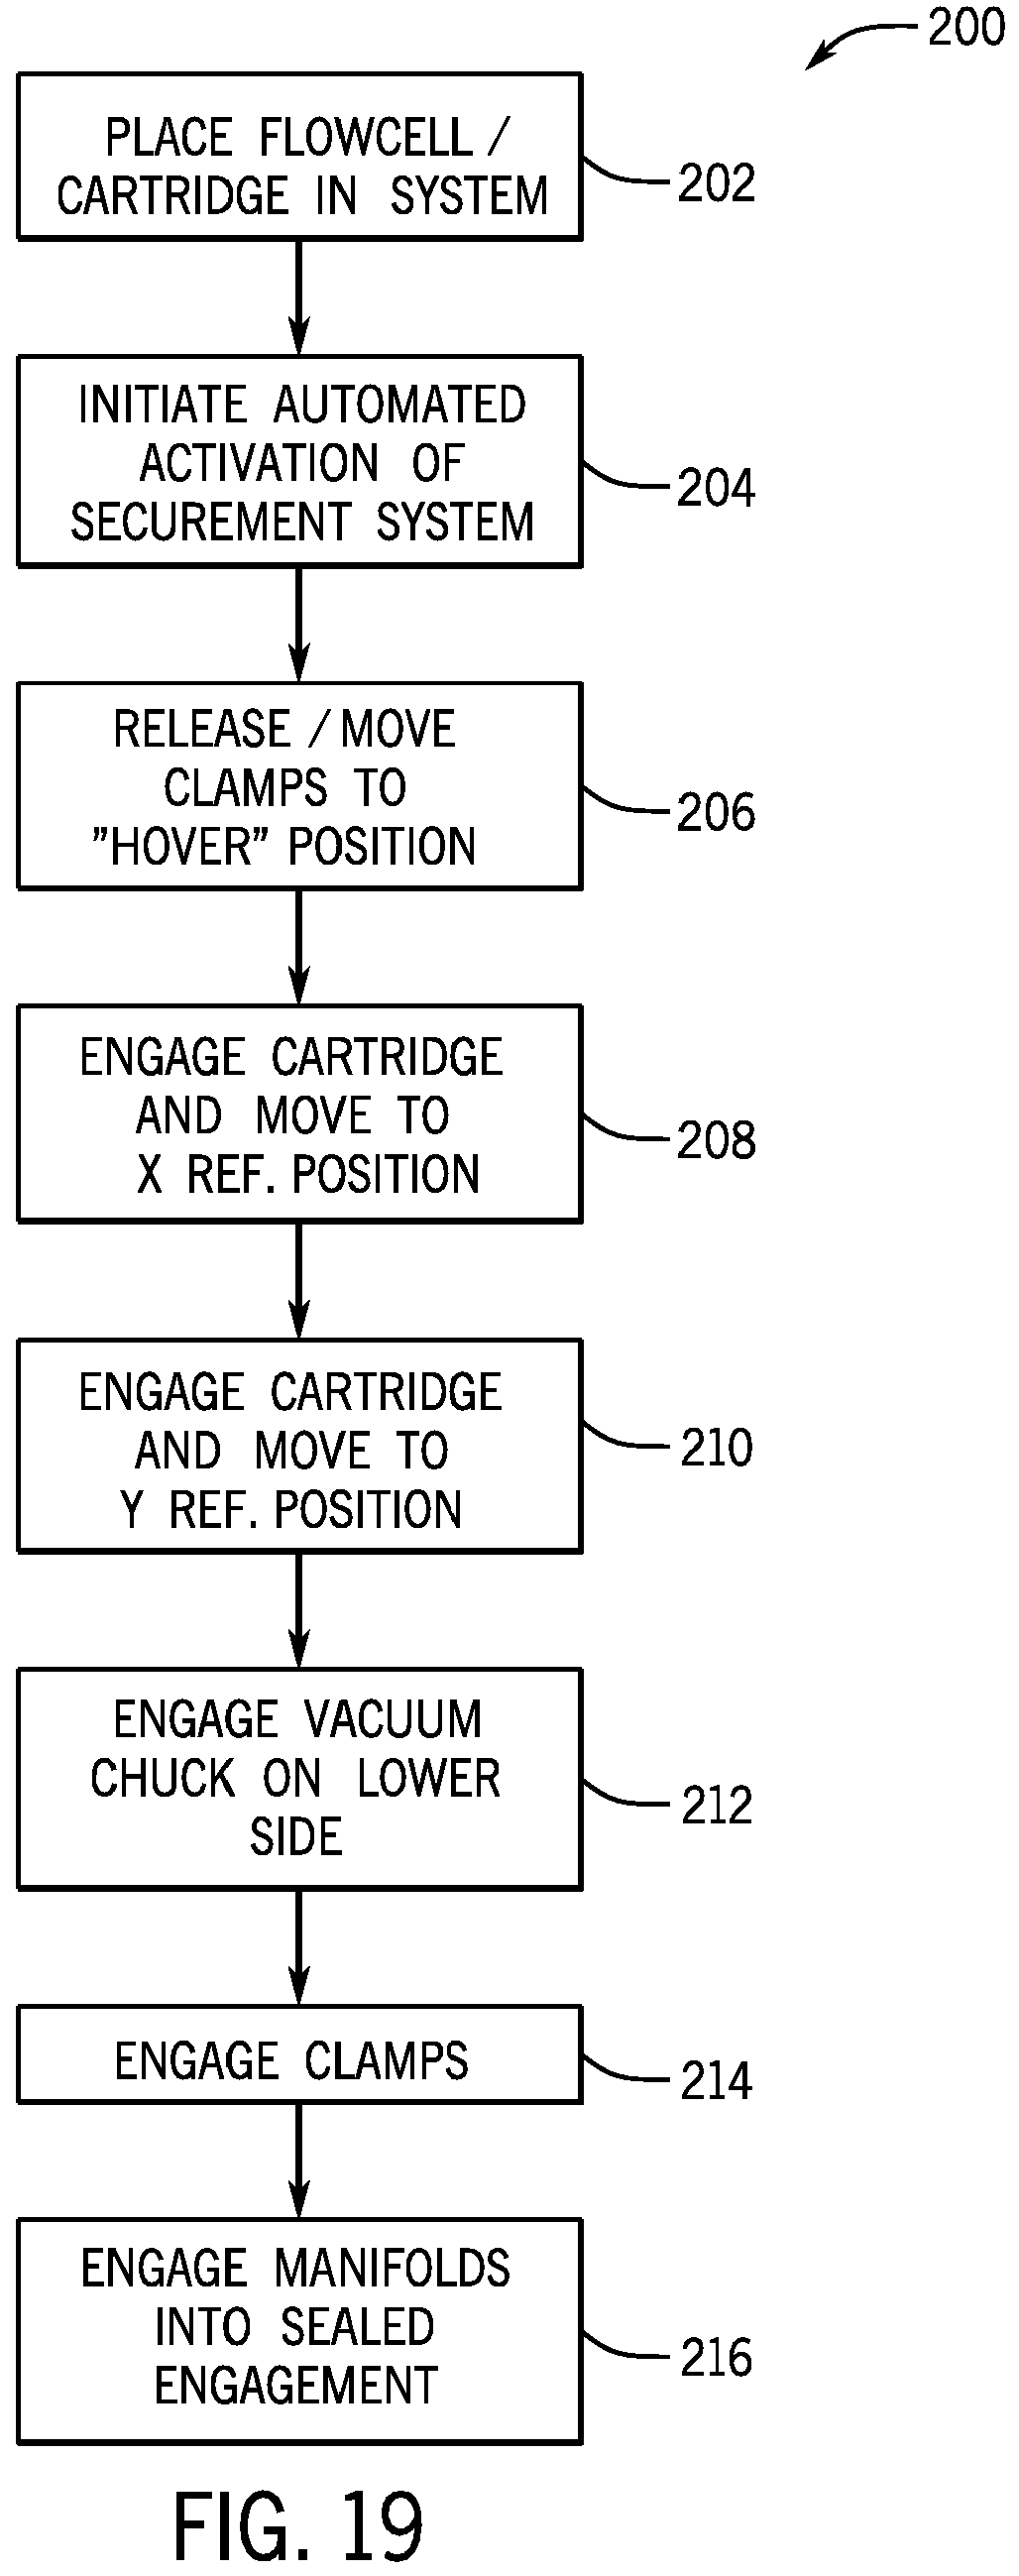 200
PLACE FLOWCELL /
CARTRIDGE IN SYSTEM
202
INITIATE AUTOMATED
ACTIVATION OF
SECUREMENT SYSTEM
204
RELEASE / MOVE
CLAMPS TO
"HOVER" POSITION
206
ENGAGE CARTRIDGE
AND MOVE TO
X REF. POSITION
208
ENGAGE CARTRIDGE
AND MOVE TO
Y REF. POSITION
210
ENGAGE VACUUM
CHUCK ON LOWER
SIDE
212
ENGAGE CLAMPS
214
ENGAGE MANIFOLDS
INTO SEALED
ENGAGEMENT
216
FIG. 19